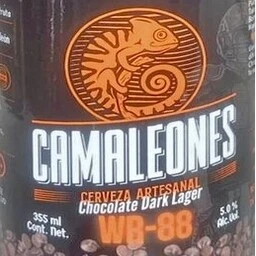 CAMALEONES
CERVEZA ARTESANAL
Chocolate Dark Lager
WB-88
355 ml
Cont. Net.
5.0%
Alc.Vol.